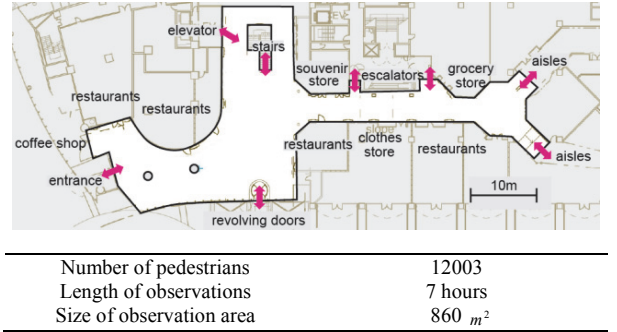 elevator
stairs
souvenir
store
escalators
grocery
store
aisles
restaurants
restaurants
coffee shop
restaurants
clothes
store
restaurants
aisles
entrance
10m
revolving doors
Number of pedestrians 12003
Length of observations 7 hours
Size of observation area 860 m²